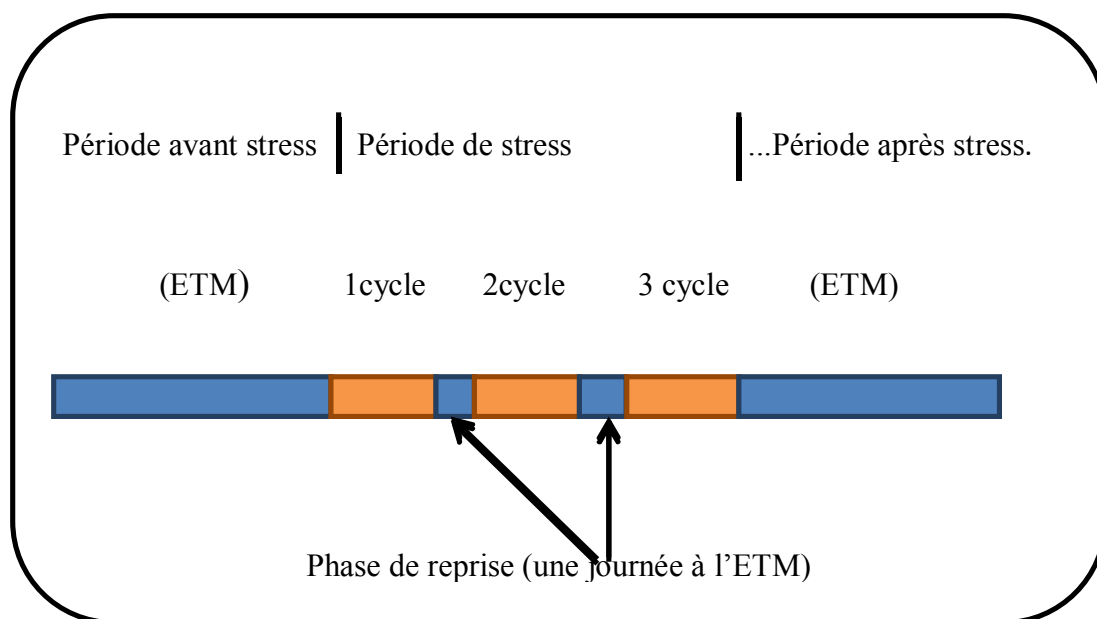 Période avant stress Période de stress ...Période après stress.
(ETM) 1cycle 2cycle 3 cycle (ETM)
Phase de reprise (une journée à l’ETM)